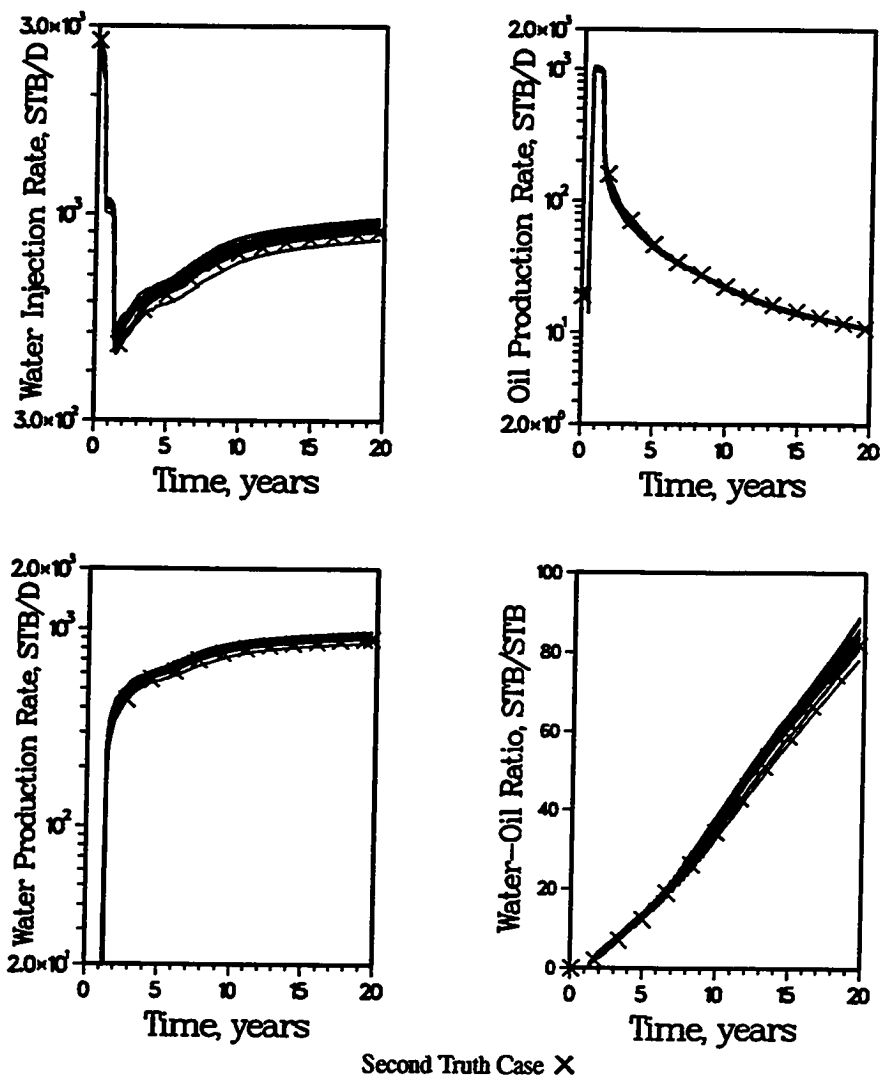 3.0×10³
10³
3.0×10²
Water Injection Rate, STB/D
0 5 10 15 20
Time, years
2.0×10³
10³
10²
10¹
2.0×10⁰
Oil Production Rate, STB/D
0 5 10 15 20
Time, years
2.0×10³
10³
10²
2.0×10¹
Water Production Rate, STB/D
0 5 10 15 20
Time, years
100
80
60
40
20
0
Water-Oil Ratio, STB/STB
0 5 10 15 20
Time, years
Second Truth Case X